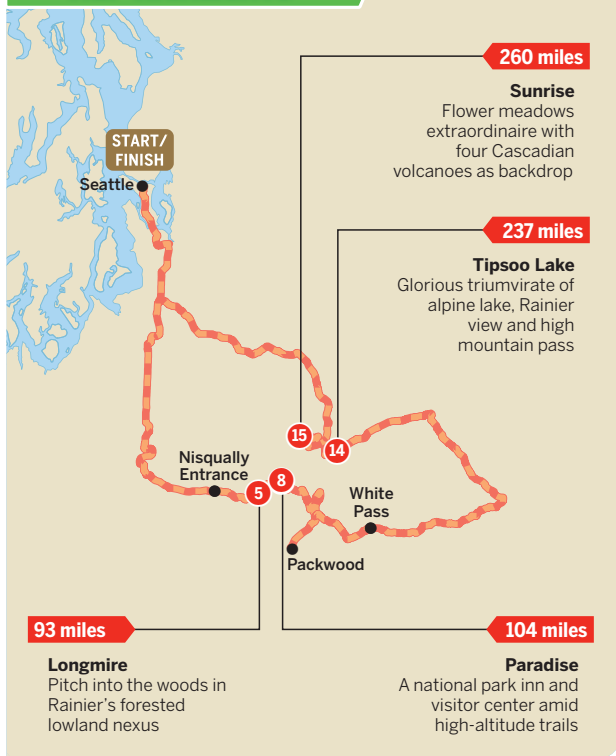 260 miles
Sunrise
Flower meadows
extraordinaire with
four Cascadian
volcanoes as backdrop
START/
FINISH
Seattle
237 miles
Tipsoo Lake
Glorious triumvirate of
alpine lake, Rainier
view and high
mountain pass
15
14
Nisqually
Entrance
5
8
White
Pass
Packwood
93 miles
Longmire
Pitch into the woods in
Rainier's forested
lowland nexus
104 miles
Paradise
A national park inn and
visitor center amid
high-altitude trails